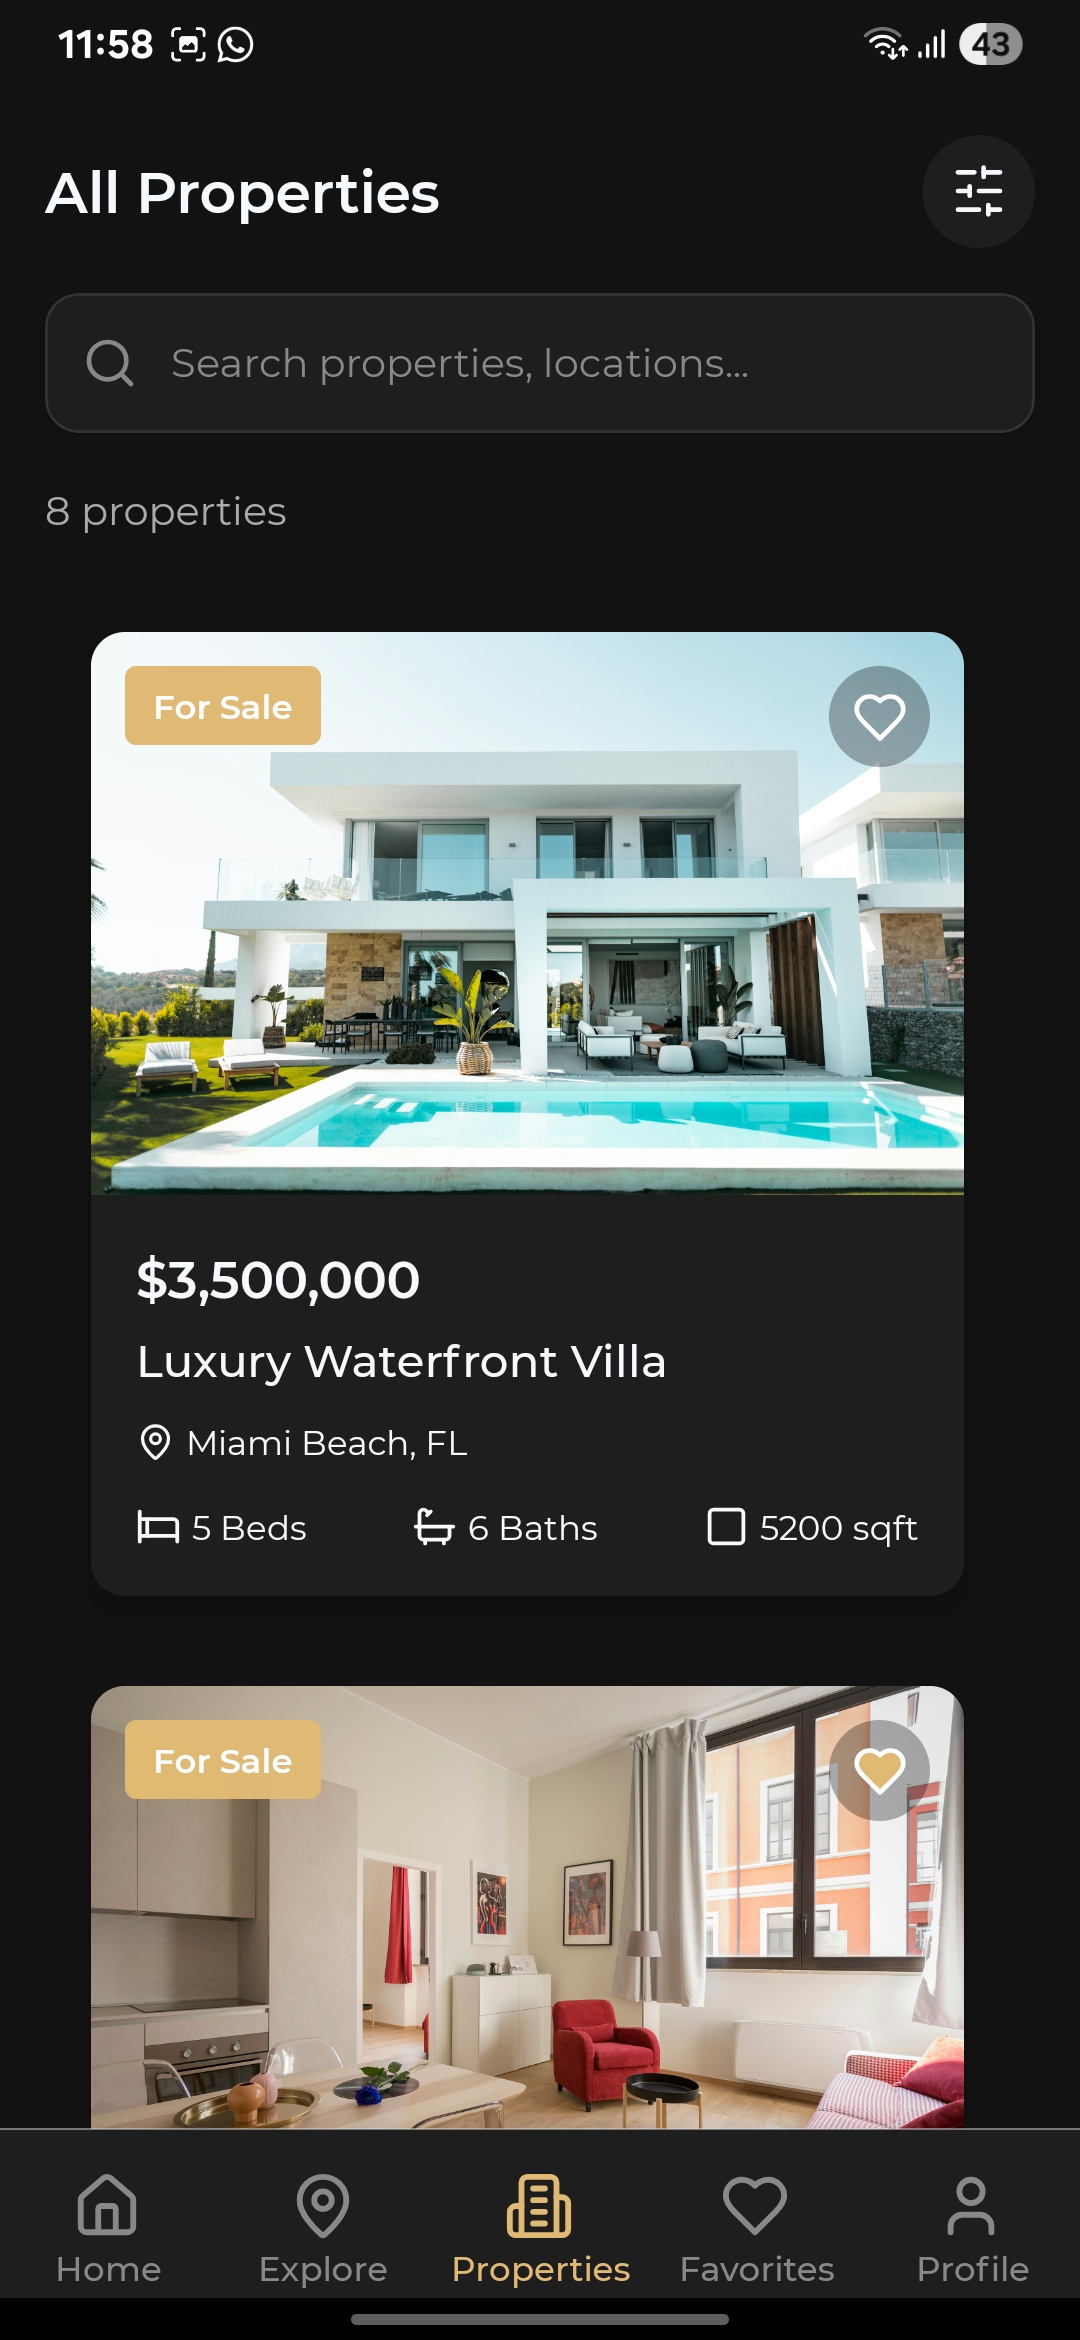 11:58
43
All Properties
Search properties, locations...
8 properties
For Sale
$3,500,000
Luxury Waterfront Villa
Miami Beach, FL
5 Beds 6 Baths 5200 sqft
For Sale
Home Explore Properties Favorites Profile